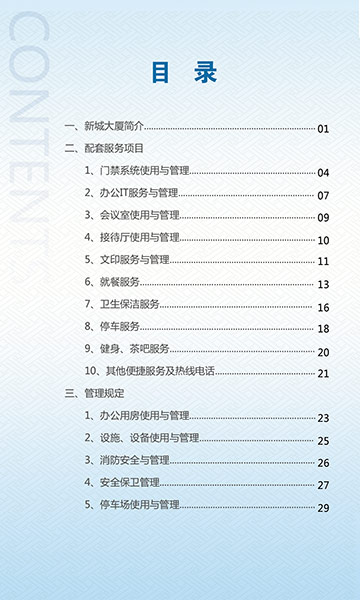 CONTENT
目 录
一、新城大厦简介 01
二、配套服务项目
1、门禁系统使用与管理 04
2、办公IT服务与管理 07
3、会议室使用与管理 09
4、接待厅使用与管理 10
5、文印服务与管理 11
6、就餐服务 13
7、卫生保洁服务 16
8、停车服务 18
9、健身、茶吧服务 20
10、其他便捷服务及热线电话 21
三、管理规定
1、办公用房使用与管理 23
2、设施、设备使用与管理 25
3、消防安全与管理 26
4、安全保卫管理 27
5、停车场使用与管理 29